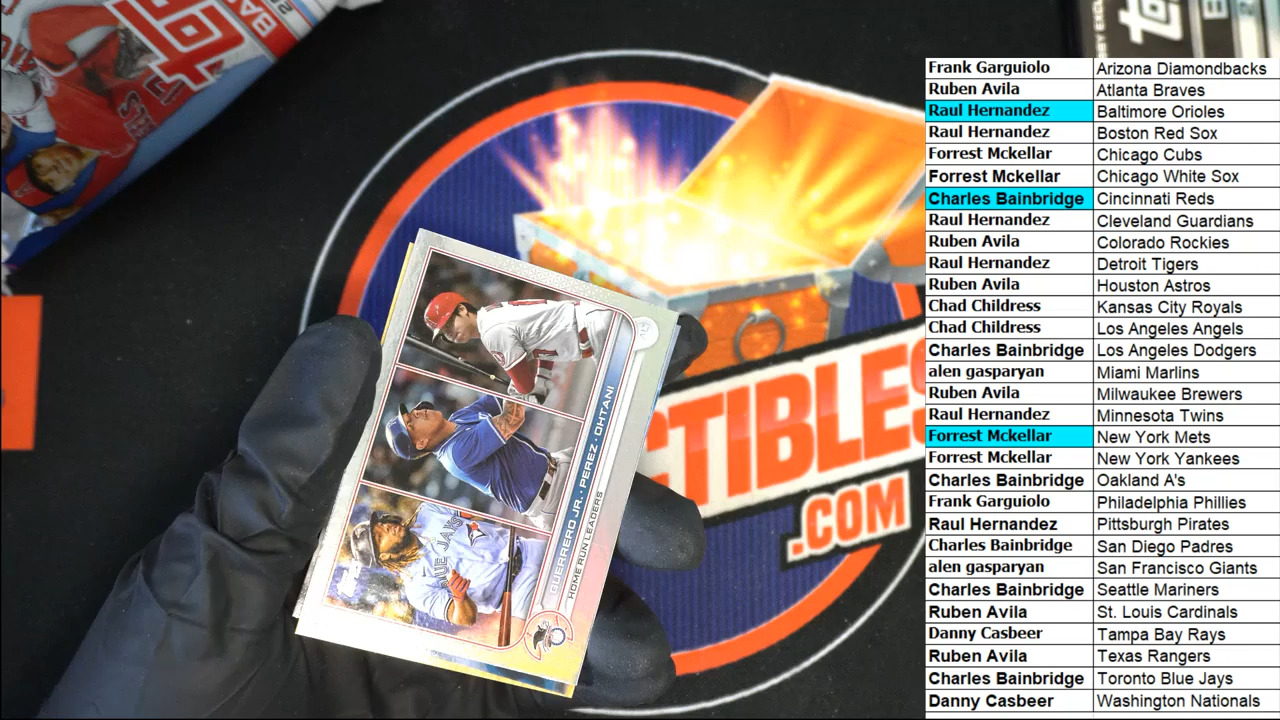 Frank Garguiolo Arizona Diamondbacks
Ruben Avila Atlanta Braves
Raul Hernandez Baltimore Orioles
Raul Hernandez Boston Red Sox
Forrest Mckellar Chicago Cubs
Forrest Mckellar Chicago White Sox
Charles Bainbridge Cincinnati Reds
Raul Hernandez Cleveland Guardians
Ruben Avila Colorado Rockies
Raul Hernandez Detroit Tigers
Ruben Avila Houston Astros
Chad Childress Kansas City Royals
Chad Childress Los Angeles Angels
Charles Bainbridge Los Angeles Dodgers
alen gasparyan Miami Marlins
Ruben Avila Milwaukee Brewers
Raul Hernandez Minnesota Twins
Forrest Mckellar New York Mets
Forrest Mckellar New York Yankees
Charles Bainbridge Oakland A's
Frank Garguiolo Philadelphia Phillies
Raul Hernandez Pittsburgh Pirates
Charles Bainbridge San Diego Padres
alen gasparyan San Francisco Giants
Charles Bainbridge Seattle Mariners
Ruben Avila St. Louis Cardinals
Danny Casbeer Tampa Bay Rays
Ruben Avila Texas Rangers
Charles Bainbridge Toronto Blue Jays
Danny Casbeer Washington Nationals
GUERRERO JR. · PEREZ · OHTANI
HOME RUN LEADERS
BLUE JAYS
CTIBLES
.COM